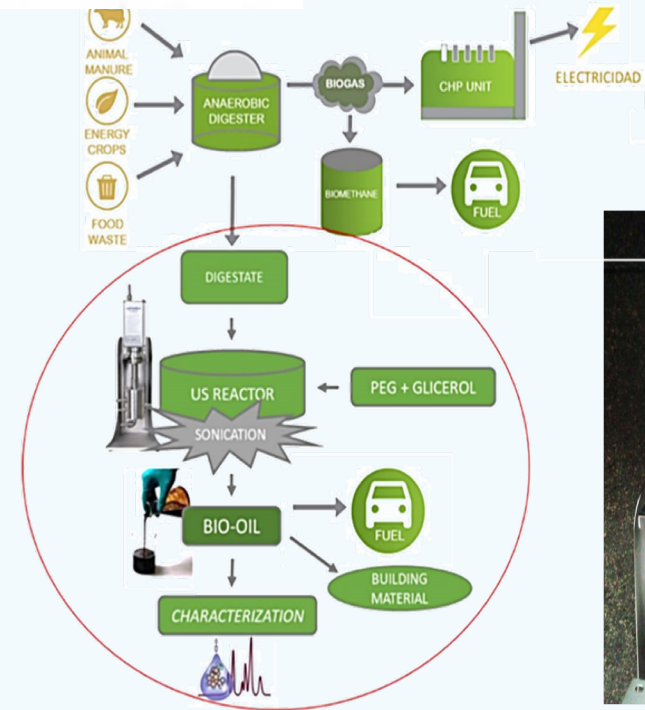 ANIMAL
MANURE
ENERGY
CROPS
FOOD
WASTE
ANAEROBIC
DIGESTER
BIOGAS
CHP UNIT
ELECTRICIDAD
BIOMETHANE
FUEL
DIGESTATE
US REACTOR
SONICATION
PEG + GLICEROL
BIO-OIL
FUEL
BUILDING
MATERIAL
CHARACTERIZATION